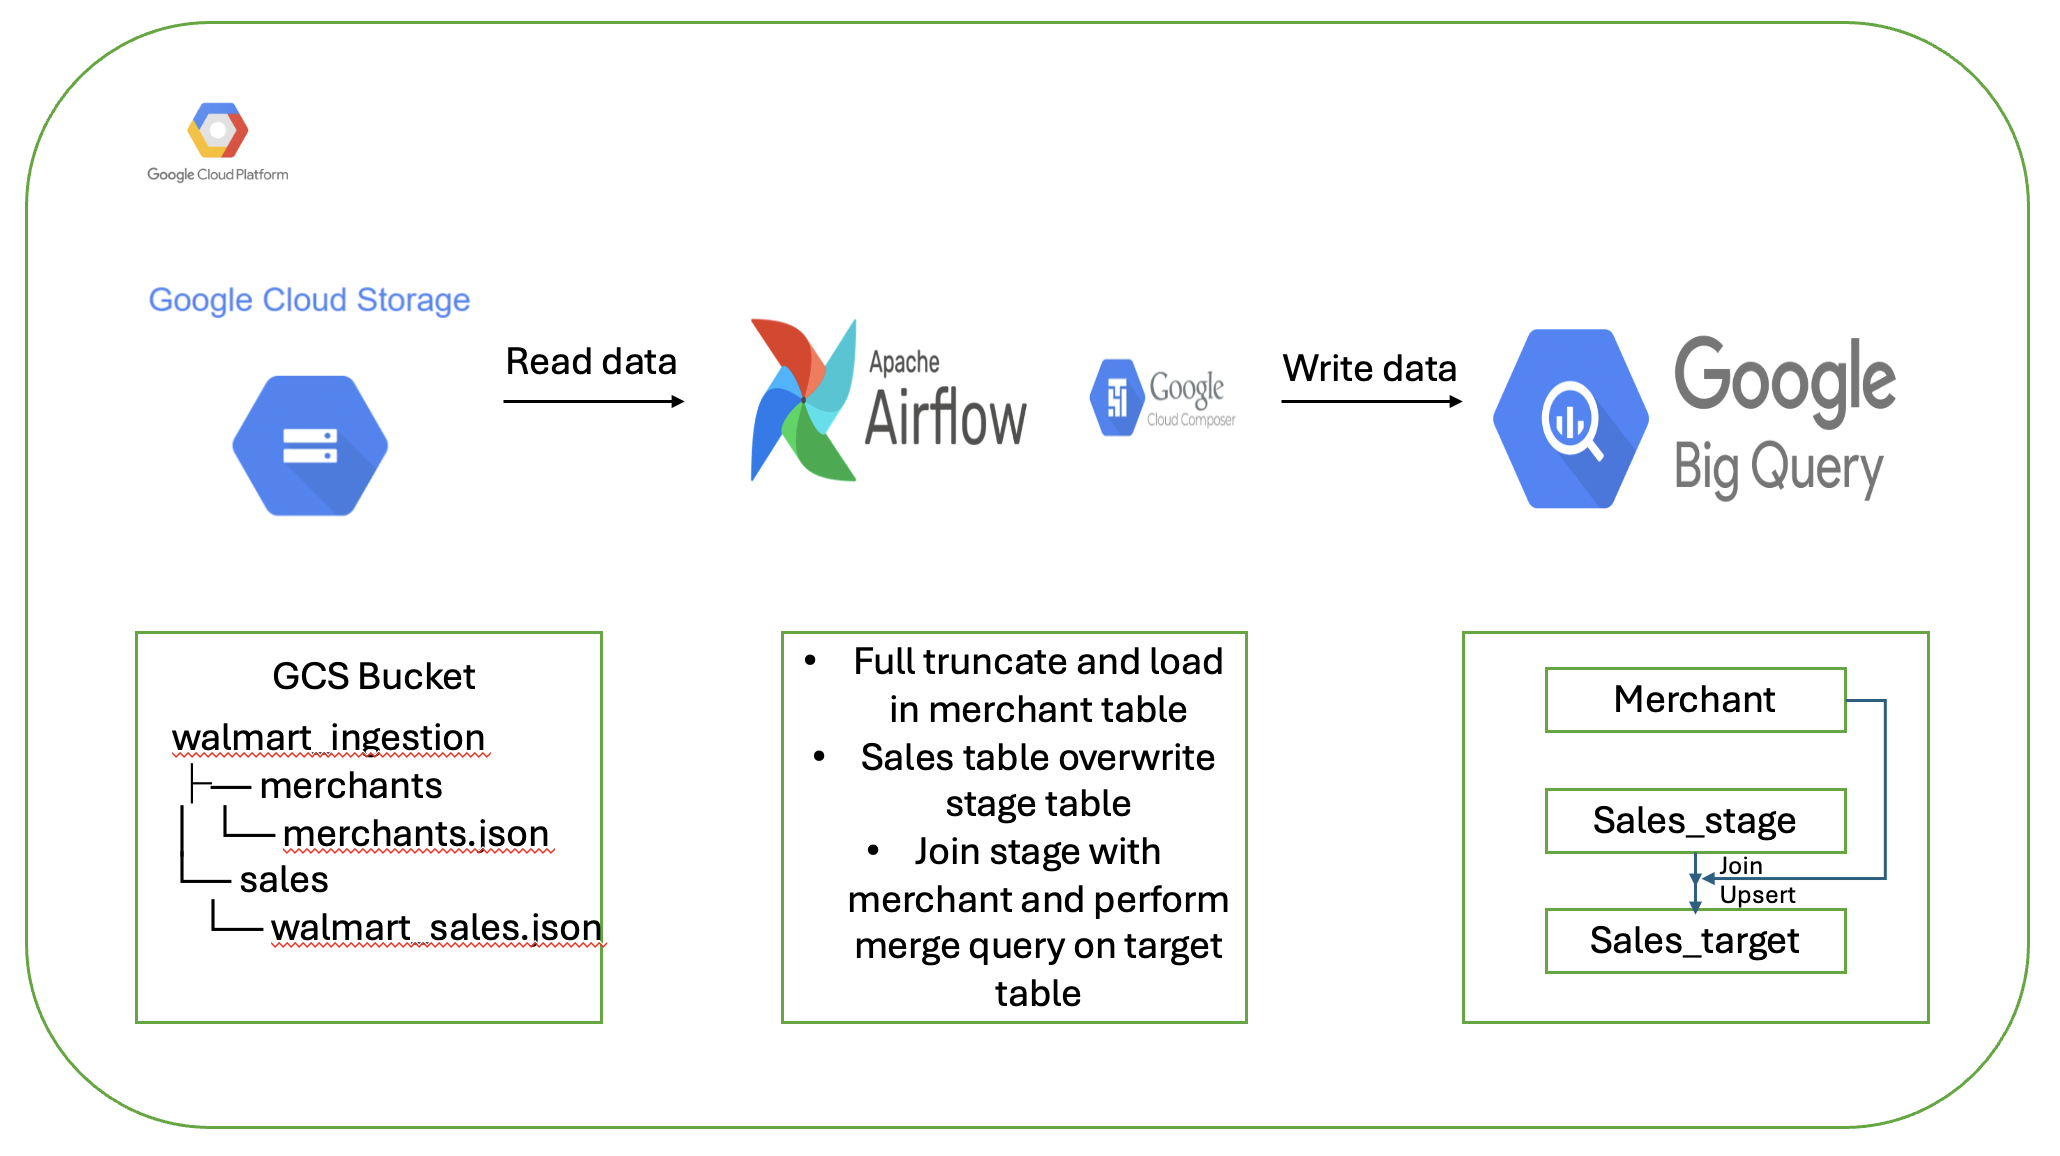 Google Cloud Platform
Google Cloud Storage
Read data
Apache
Airflow
Google
Cloud Composer
Write data
Google
Big Query
GCS Bucket
walmart_ingestion
├── merchants
│ └── merchants.json
└── sales
└── walmart_sales.json
• Full truncate and load
in merchant table
• Sales table overwrite
stage table
• Join stage with
merchant and perform
merge query on target
table
Merchant
Sales_stage
Join
Upsert
Sales_target